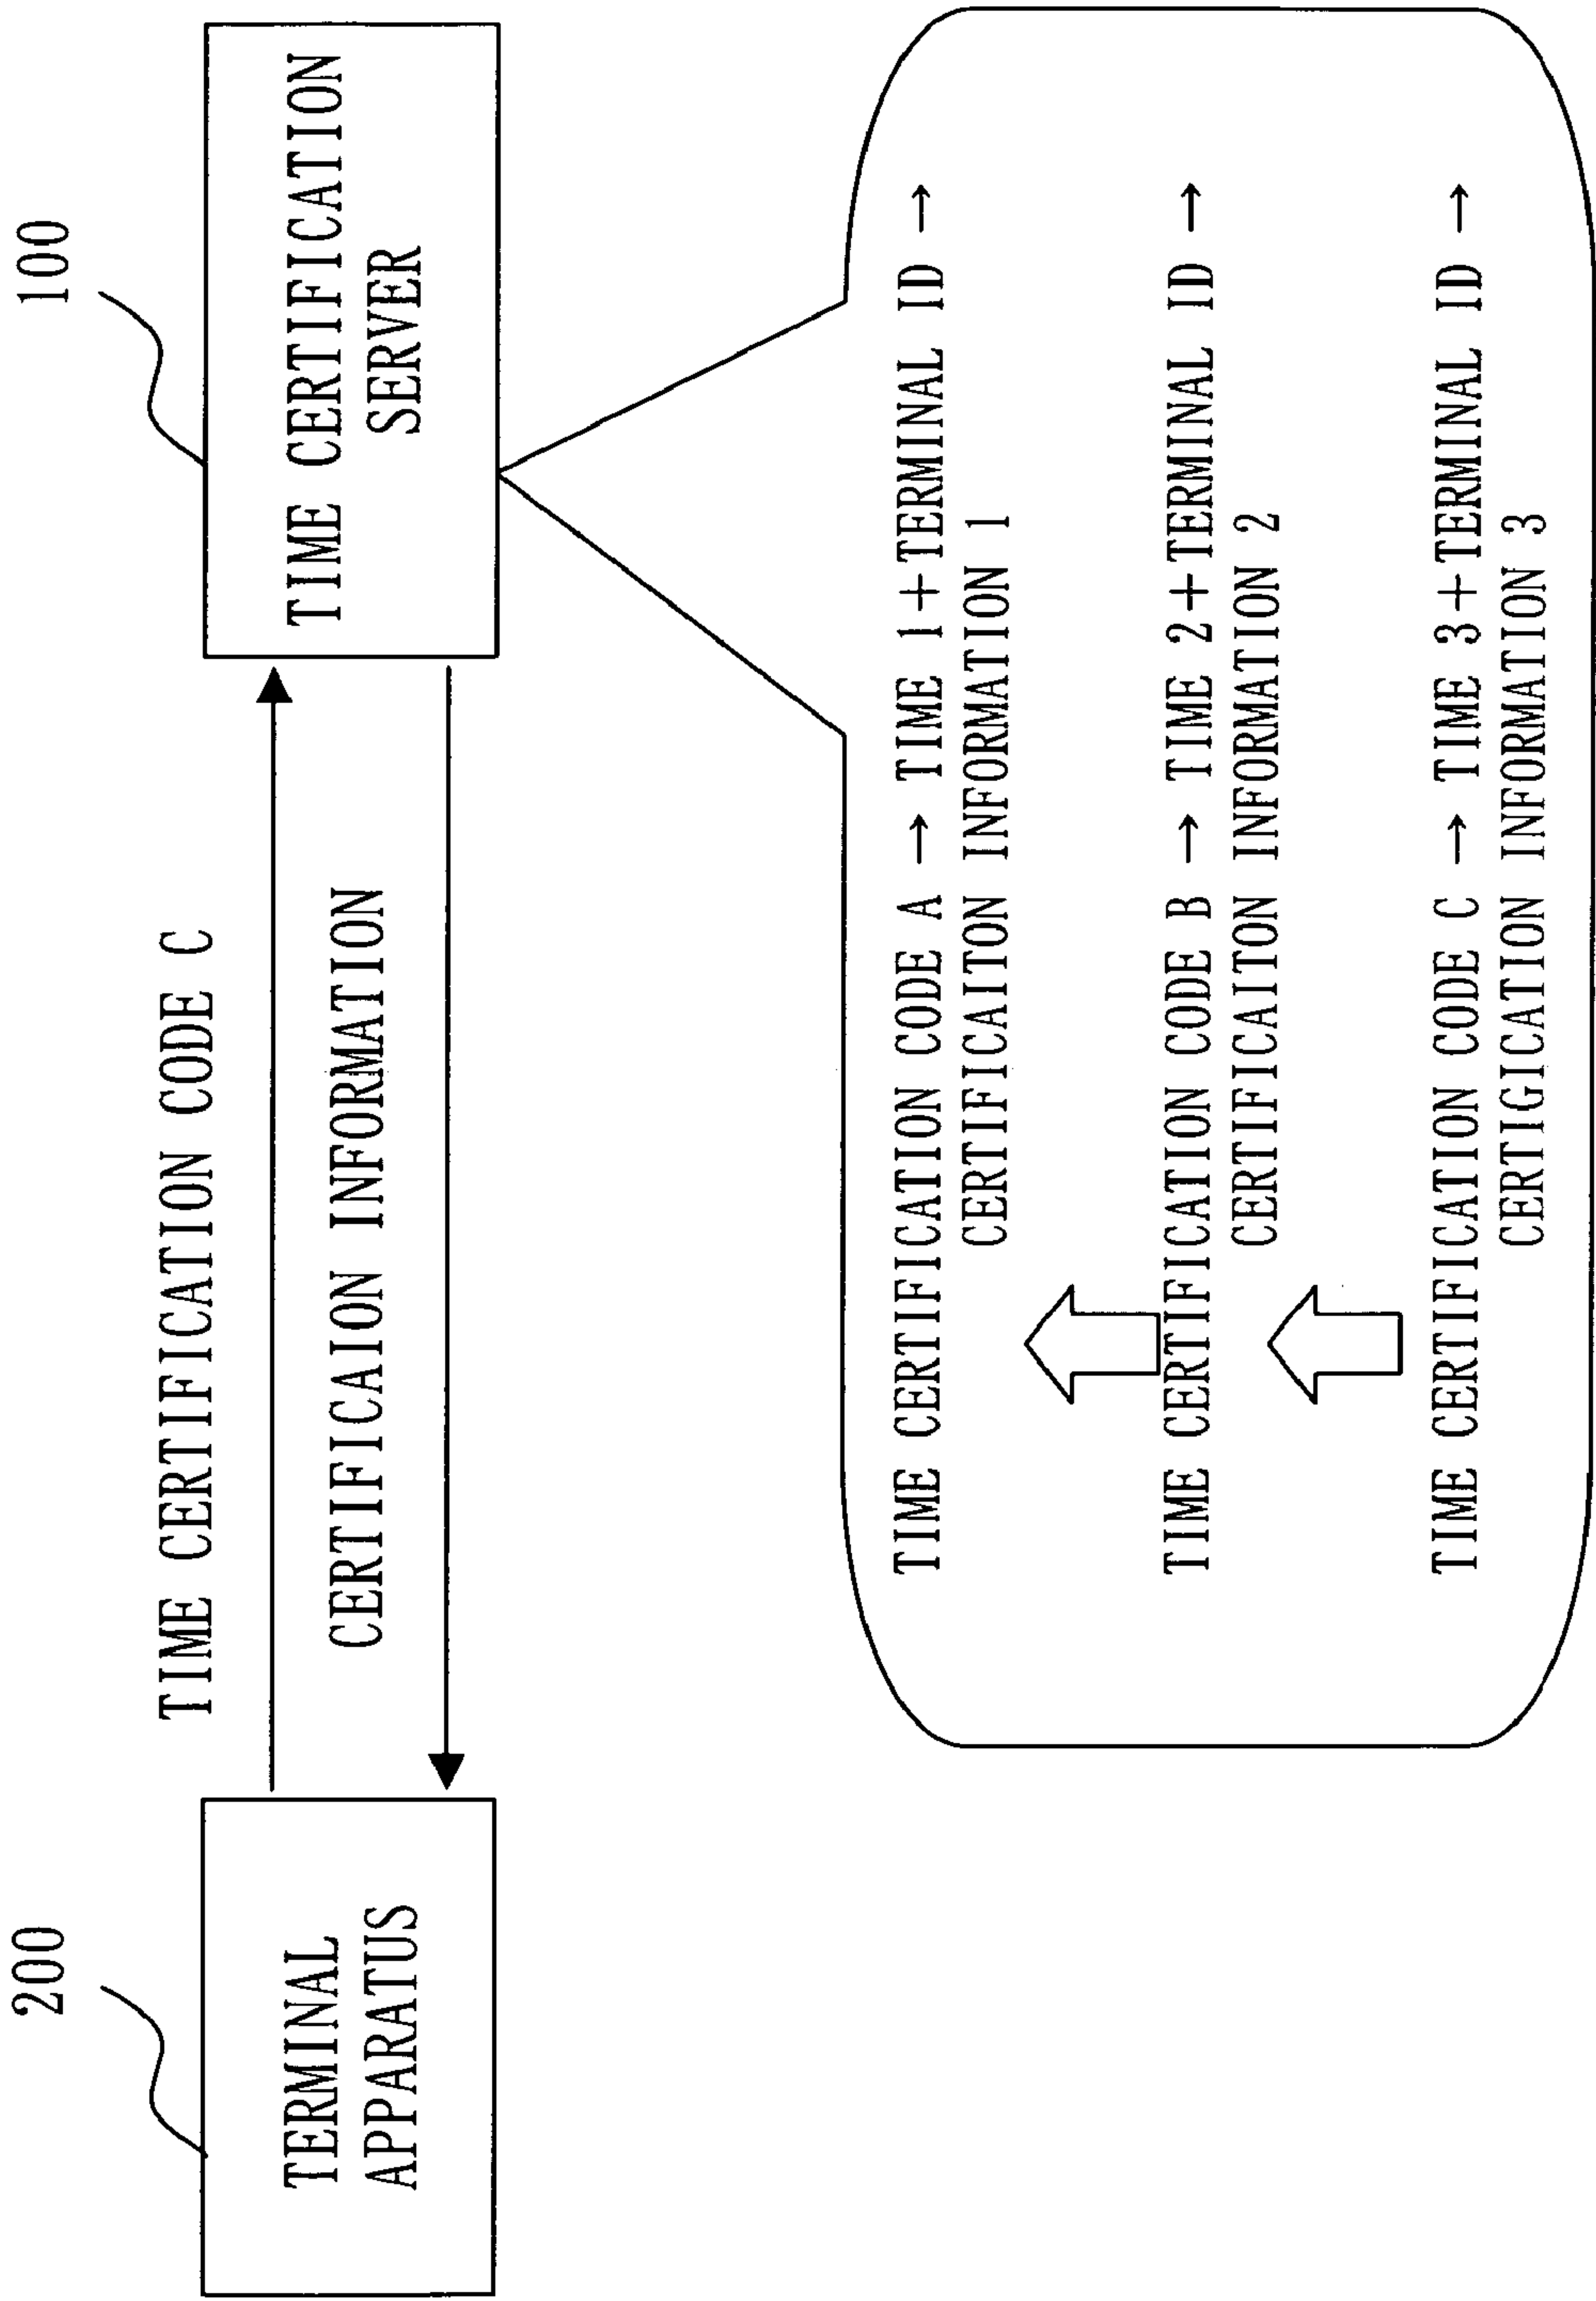 200
100
TERMINAL
APPARATUS
TIME CERTIFICATION CODE C
CERTIFICAION INFORMATION
TIME CERTIFICATION
SERVER
TIME CERTIFICATION CODE A → TIME 1+TERMINAL ID →
CERTIFICAITON INFORMATION 1
TIME CERTIFICATION CODE B → TIME 2+TERMINAL ID →
CERTIFICAITON INFORMATION 2
TIME CERTIFICATION CODE C → TIME 3+TERMINAL ID →
CERTIGICATION INFORMATION 3